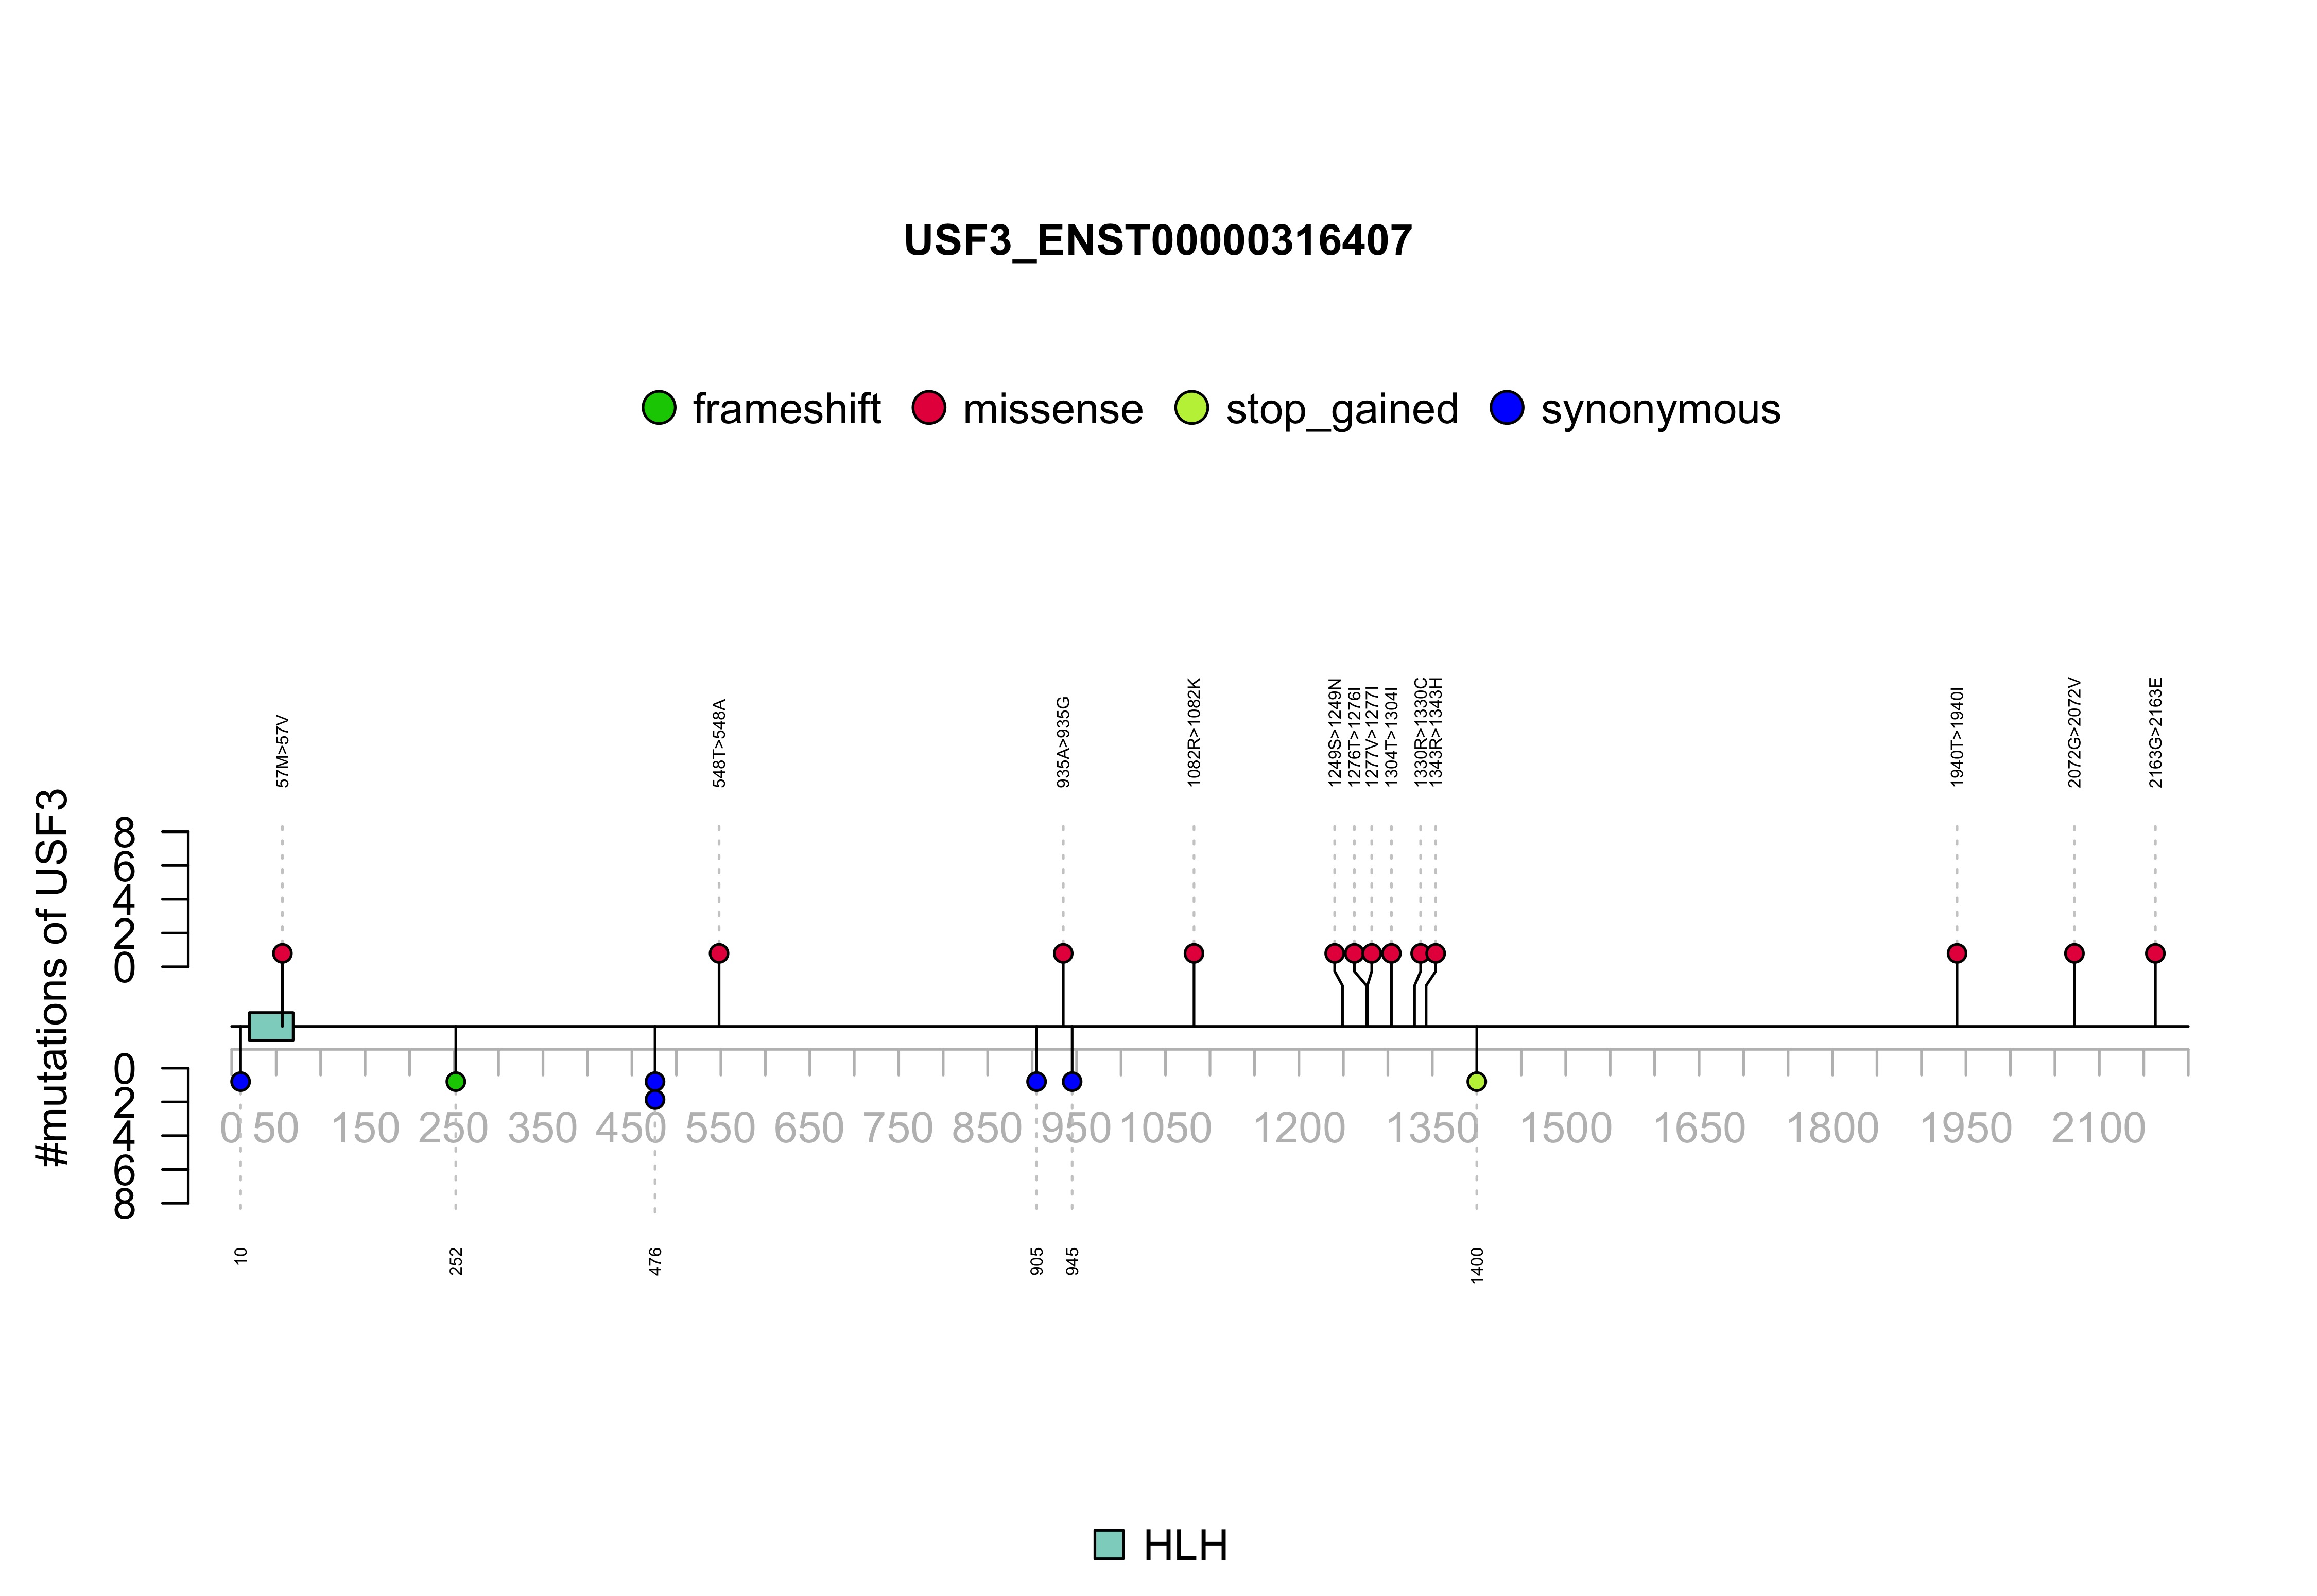 USF3_ENST00000316407
frameshift missense stop_gained synonymous
57M>57V
548T>548A
935A>935G
1082R>1082K
1249S>1249N
1276T>1276I
1277V>1277I
1304T>1304I
1330R>1330C
1343R>1343H
1940T>1940I
2072G>2072V
2163G>2163E
#mutations of USF3
8
6
4
2
0
0
2
4
6
8
0 50 150 250 350 450 550 650 750 850 950 1050 1200 1350 1500 1650 1800 1950 2100
10
252
476
905
945
1400
HLH